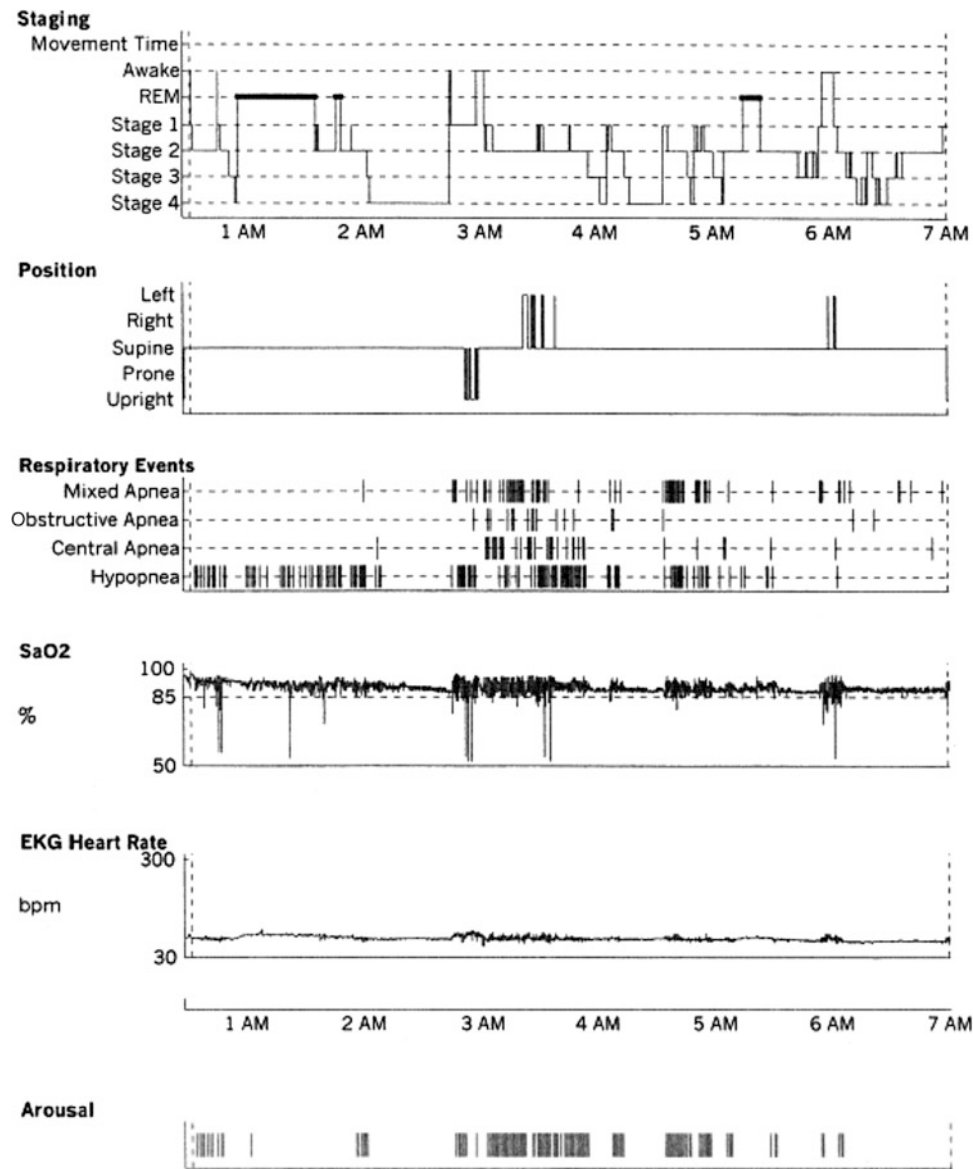 Staging
Movement Time
Awake
REM
Stage 1
Stage 2
Stage 3
Stage 4
1 AM 2 AM 3 AM 4 AM 5 AM 6 AM 7 AM
Position
Left
Right
Supine
Prone
Upright
Respiratory Events
Mixed Apnea
Obstructive Apnea
Central Apnea
Hypopnea
SaO2
100
85
%
50
EKG Heart Rate
300
bpm
30
1 AM 2 AM 3 AM 4 AM 5 AM 6 AM 7 AM
Arousal